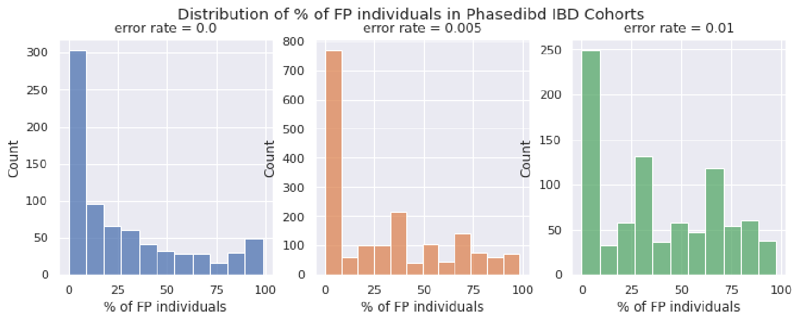 Distribution of % of FP individuals in Phasedibd IBD Cohorts
error rate = 0.0
error rate = 0.005
error rate = 0.01
Count
300
250
200
150
100
50
0
0 25 50 75 100
% of FP individuals
Count
800
700
600
500
400
300
200
100
0
0 25 50 75 100
% of FP individuals
Count
250
200
150
100
50
0
0 25 50 75 100
% of FP individuals